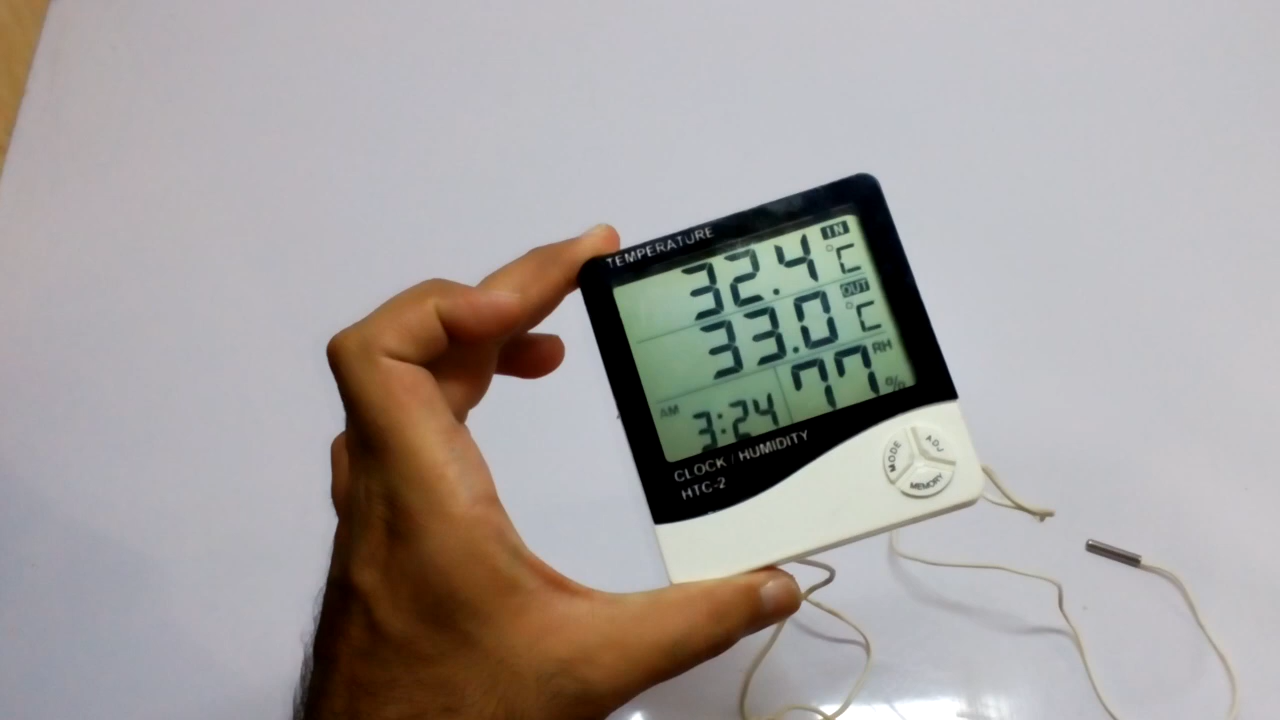 TEMPERATURE
IN
32.4 °C
OUT
33.0 °C
RH
77 %
AM
3:24
CLOCK / HUMIDITY
HTC-2
MODE
ADJ
MEMORY